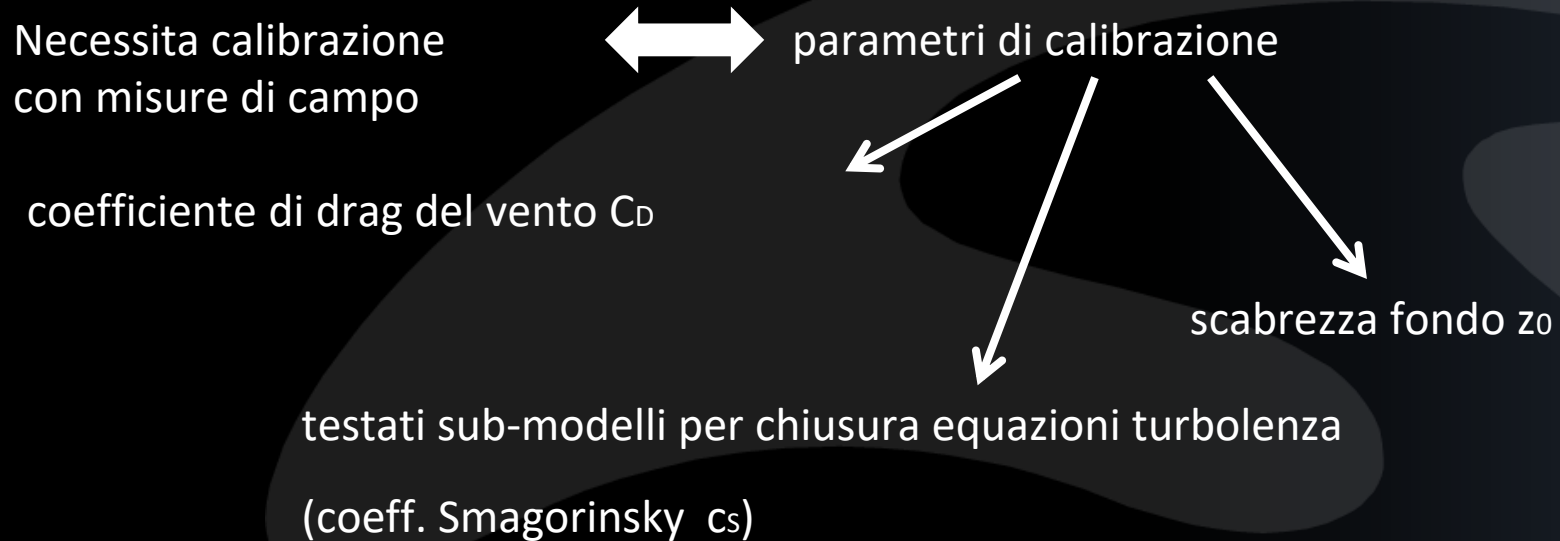 Necessita calibrazione
con misure di campo
parametri di calibrazione
coefficiente di drag del vento CD
scabrezza fondo z0
testati sub-modelli per chiusura equazioni turbolenza
(coeff. Smagorinsky cs)